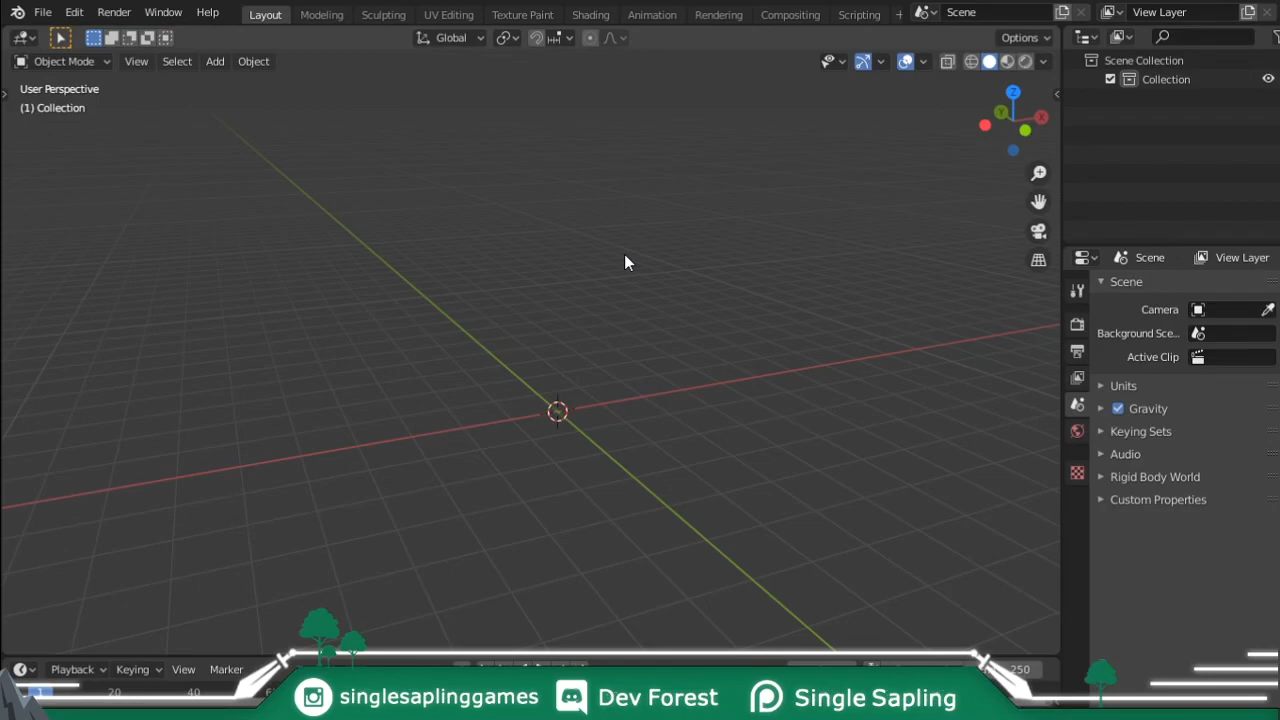 File Edit Render Window Help Layout Modeling Sculpting UV Editing Texture Paint Shading Animation Rendering Compositing Scripting + Scene View Layer
Global Options
Object Mode View Select Add Object
User Perspective
(1) Collection
Z
Y
X
Scene Collection
Collection
Scene View Layer
Scene
Camera
Background Sce...
Active Clip
Units
Gravity
Keying Sets
Audio
Rigid Body World
Custom Properties
Playback Keying View Marker 250
1 20 40
singlesaplinggames Dev Forest Single Sapling